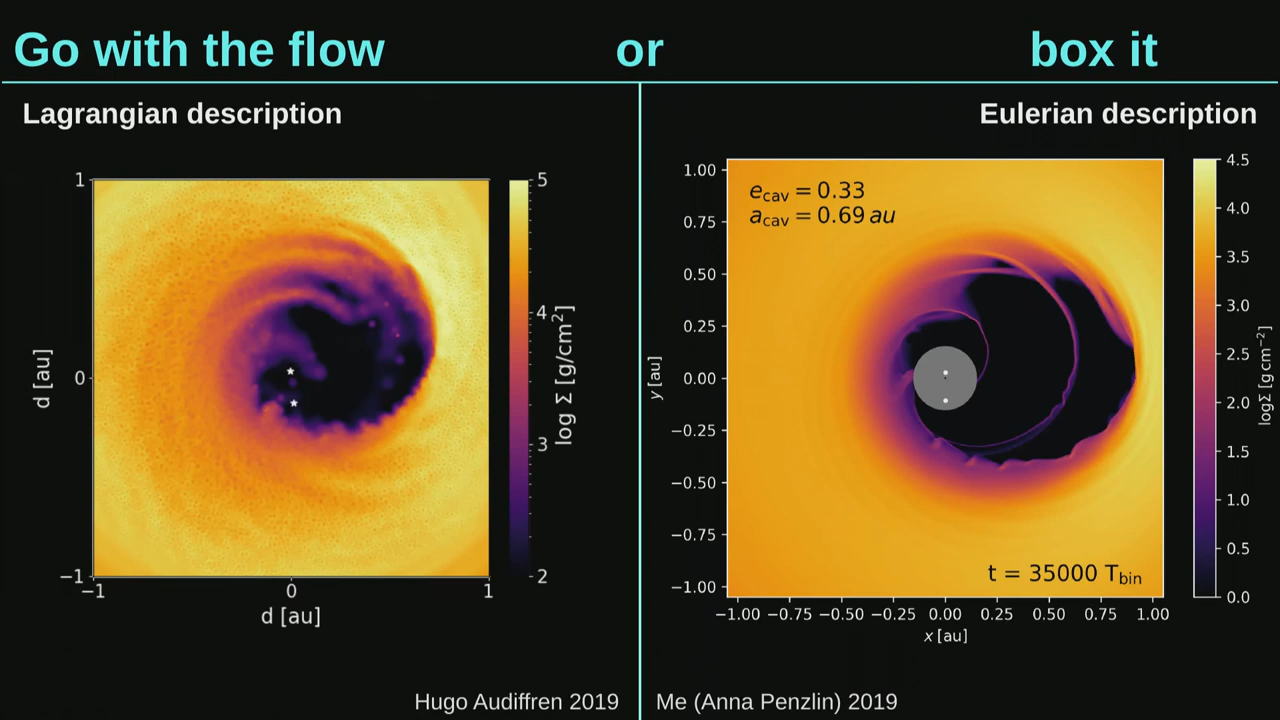 Go with the flow or box it
Lagrangian description
Eulerian description
1
0
−1
d [au]
−1
0
1
d [au]
5
4
3
2
log Σ [g/cm²]
Hugo Audiffren 2019
e_cav = 0.33
a_cav = 0.69 au
t = 35000 T_bin
1.00
0.75
0.50
0.25
0.00
−0.25
−0.50
−0.75
−1.00
y [au]
−1.00 −0.75 −0.50 −0.25 0.00 0.25 0.50 0.75 1.00
x [au]
4.5
4.0
3.5
3.0
2.5
2.0
1.5
1.0
0.5
0.0
logΣ [g cm⁻²]
Me (Anna Penzlin) 2019